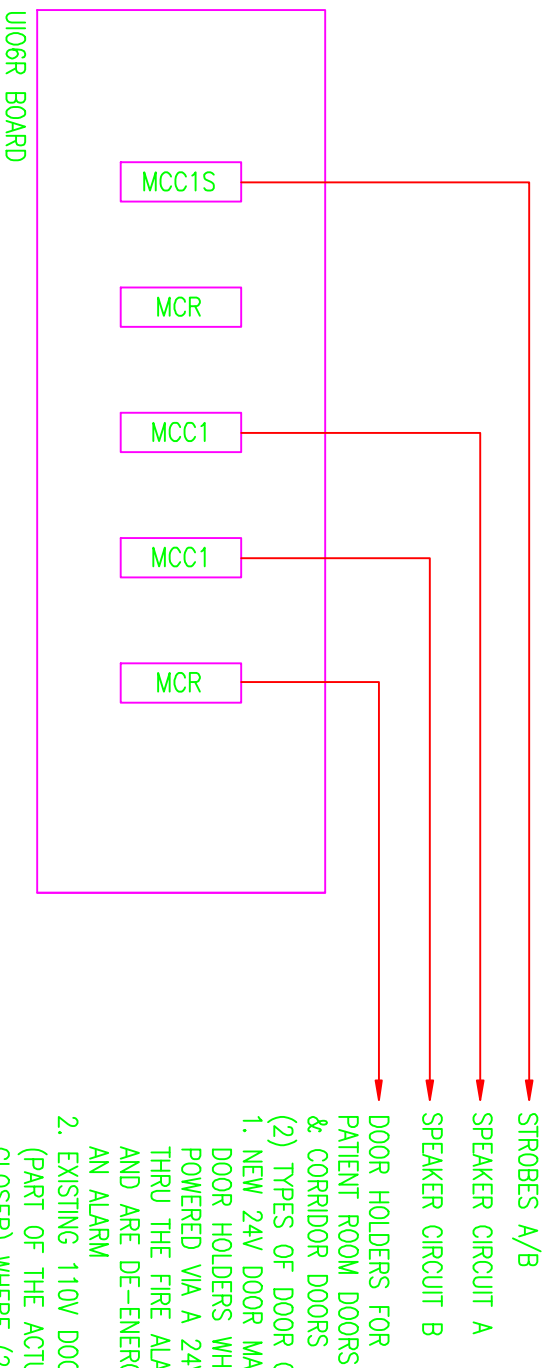 UIO6R BOARD
MCC1S
MCR
MCC1
MCC1
MCR
STROBES A/B
SPEAKER CIRCUIT A
SPEAKER CIRCUIT B
DOOR HOLDERS FOR
PATIENT ROOM DOORS
& CORRIDOR DOORS
(2) TYPES OF DOOR
1. NEW 24V DOOR
DOOR HOLDERS
POWERED VIA A
THRU THE FIRE
AND ARE
AN ALARM
2. EXISTING 110V
(PART OF THE